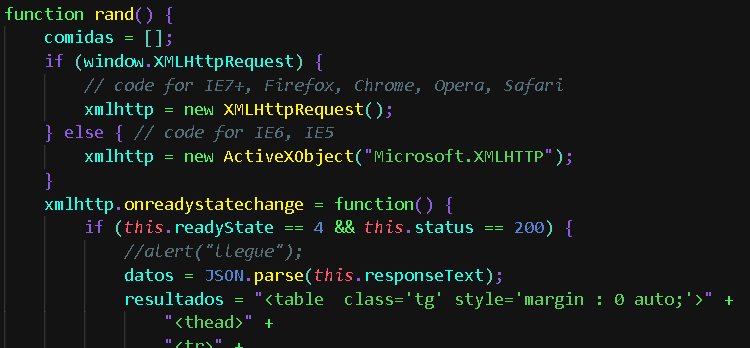 function rand() {
comidas = [];
if (window.XMLHttpRequest) {
// code for IE7+, Firefox, Chrome, Opera, Safari
xmlhttp = new XMLHttpRequest();
} else { // code for IE6, IE5
xmlhttp = new ActiveXObject("Microsoft.XMLHTTP");
}
xmlhttp.onreadystatechange = function() {
if (this.readyState == 4 && this.status == 200) {
//alert("llegue");
datos = JSON.parse(this.responseText);
resultados = "<table  class='tg' style='margin : 0 auto;'>" +
"<thead>" +
"<tr>" +